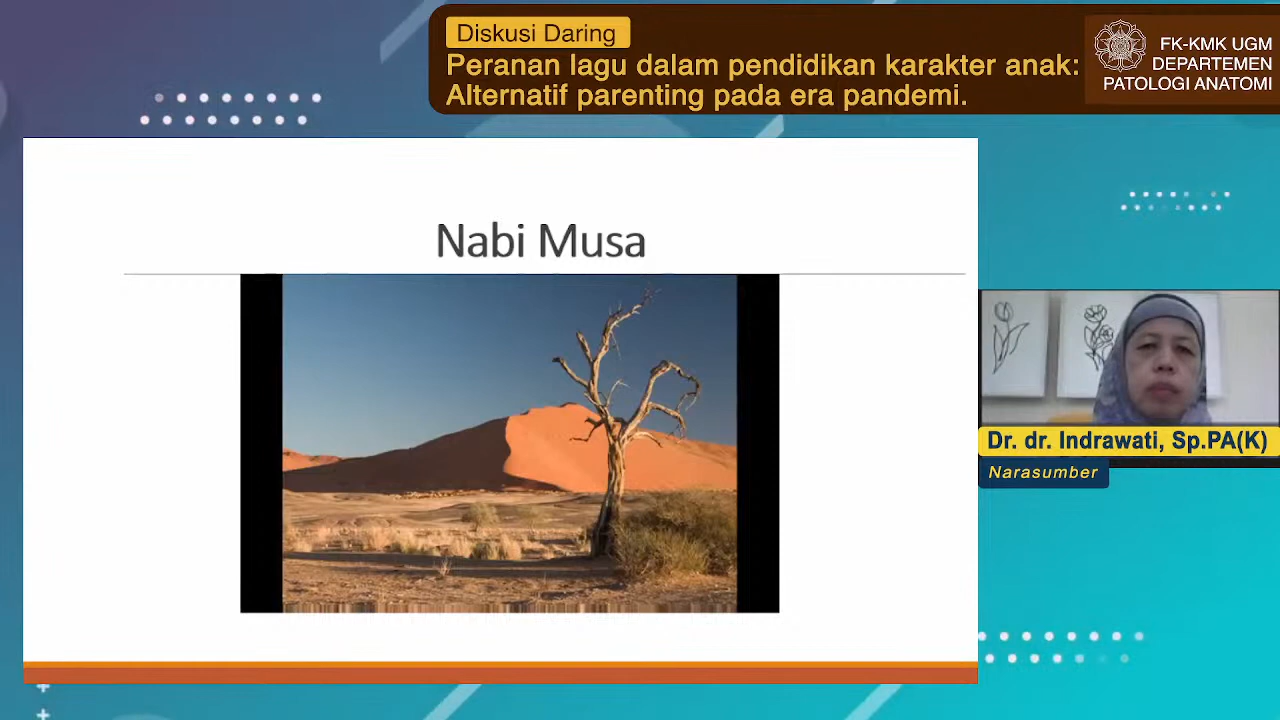 Diskusi Daring
Peranan lagu dalam pendidikan karakter anak:
Alternatif parenting pada era pandemi.
FK-KMK UGM
DEPARTEMEN
PATOLOGI ANATOMI
Nabi Musa
Dr. dr. Indrawati, Sp.PA(K)
Narasumber